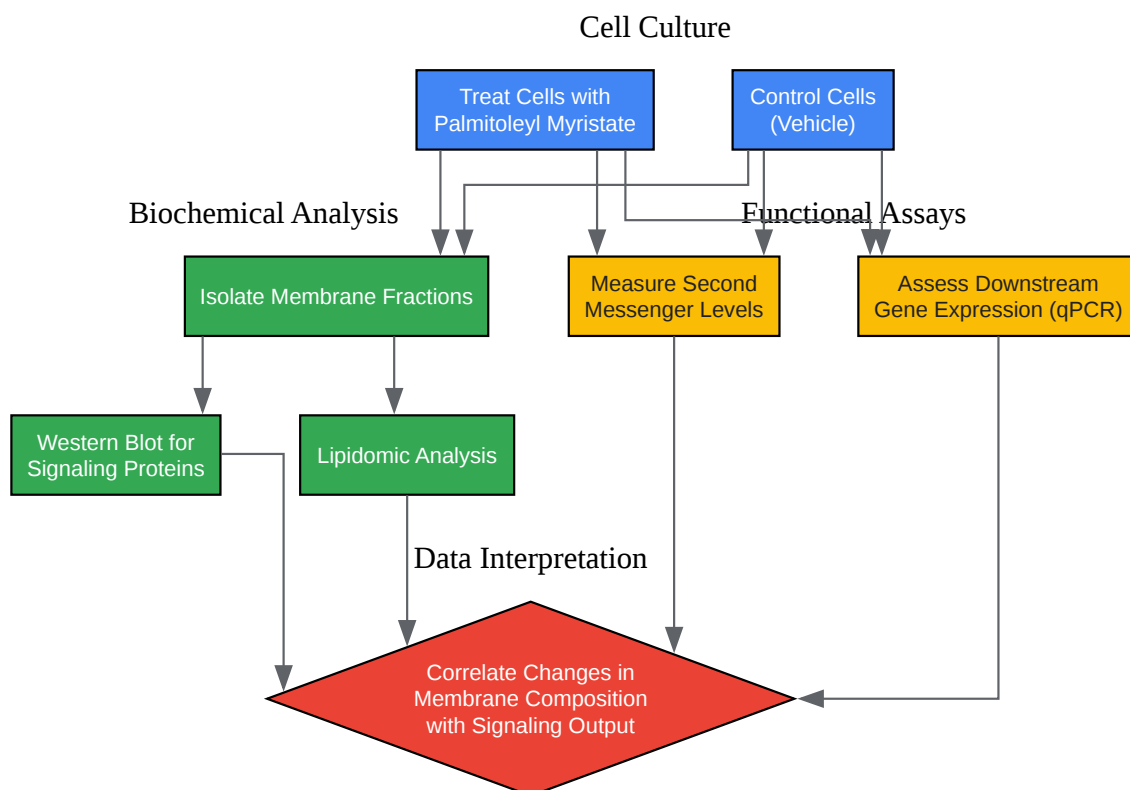 Cell Culture
Treat Cells with
Palmitoleyl Myristate
Control Cells
(Vehicle)
Biochemical Analysis
Functional Assays
Isolate Membrane Fractions
Measure Second
Messenger Levels
Assess Downstream
Gene Expression (qPCR)
Western Blot for
Signaling Proteins
Lipidomic Analysis
Data Interpretation
Correlate Changes in
Membrane Composition
with Signaling Output